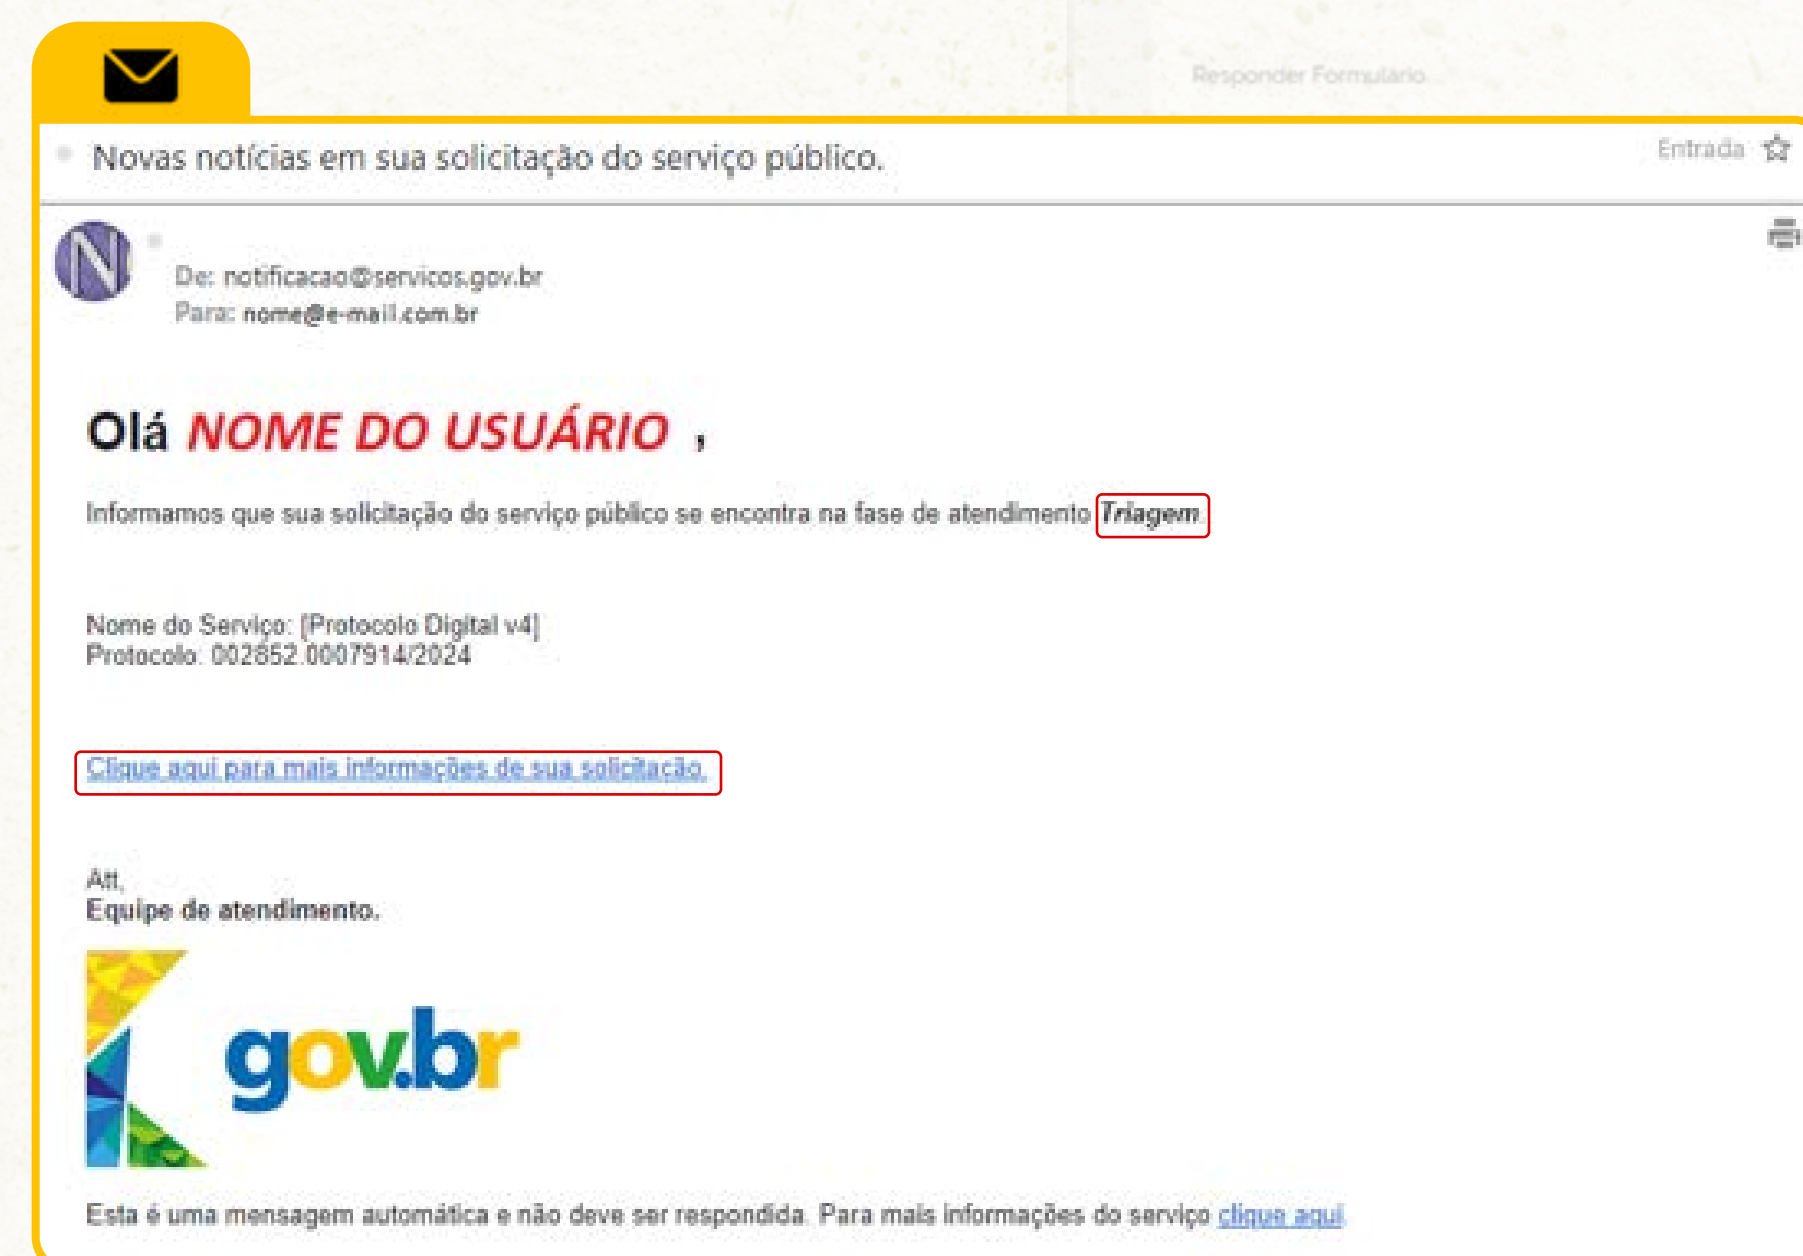 Responder Formulário
Novas notícias em sua solicitação do serviço público.
Entrada
N
De: notificacao@servicos.gov.br
Para: nome@e-mail.com.br
Olá NOME DO USUÁRIO ,
Informamos que sua solicitação do serviço público se encontra na fase de atendimento Triagem.
Nome do Serviço: [Protocolo Digital v4]
Protocolo: 002852.0007914/2024
Clique aqui para mais informações de sua solicitação.
Att,
Equipe de atendimento.
gov.br
Esta é uma mensagem automática e não deve ser respondida. Para mais informações do serviço clique aqui.